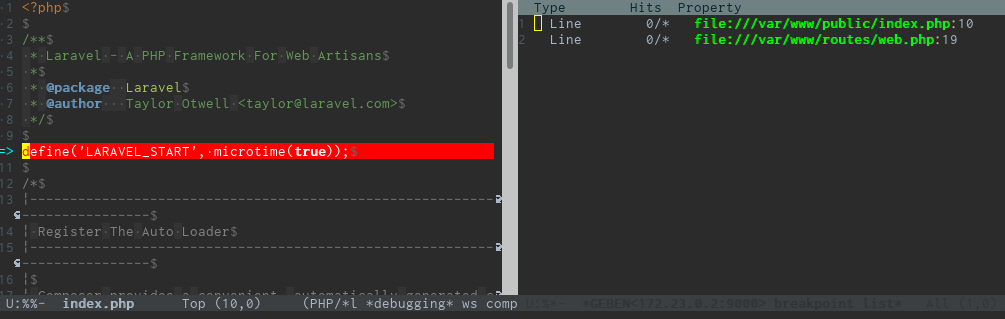 1 <?php$
2 $
3 /**$
4 ·*·Laravel·-·A·PHP·Framework·For·Web·Artisans$
5 ·*$
6 ·*·@package··Laravel$
7 ·*·@author···Taylor·Otwell·<taylor@laravel.com>$
8 ·*/$
9 $
=> define('LARAVEL_START',·microtime(true));$
11 $
12 /*$
13 ¦--------------------------------------------------------------
----------------$
14 ¦·Register·The·Auto·Loader$
15 ¦--------------------------------------------------------------
----------------$
16 ¦$
U:%%- index.php Top (10,0) (PHP/*l *debugging* ws comp
Type Hits Property
1 Line 0/* file:///var/www/public/index.php:10
2 Line 0/* file:///var/www/routes/web.php:19
U:%*- *GEBEN<172.23.0.2:9000> breakpoint list* All (1,0)